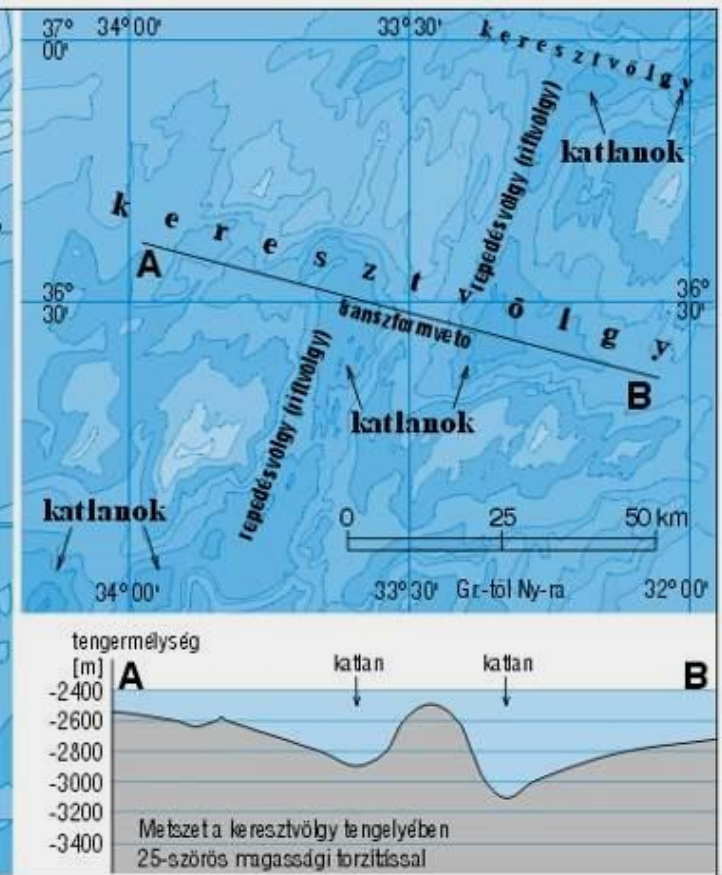 37° 34°00' 33°30'
00'
keresztvölgy
repedésvölgy (riftvölgy)
katlanok
keresztvölgy
A
36° 36°
30' 30'
transzformvető
B
repedésvölgy (riftvölgy)
katlanok
katlanok
0 25 50 km
34°00' 33°30' Gr.-től Ny-ra 32°00'
tengermélység
[m] A katlan katlan B
-2400
-2600
-2800
-3000
-3200
-3400
Metszet a keresztvölgy tengelyében
25-szörös magassági torzítással